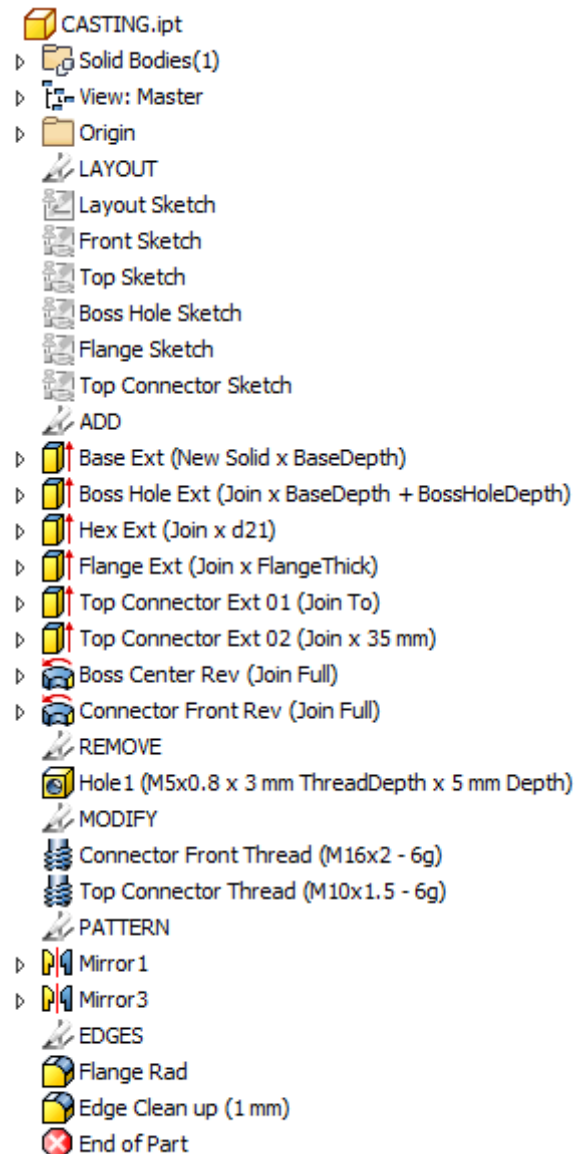 CASTING.ipt
Solid Bodies(1)
View: Master
Origin
LAYOUT
Layout Sketch
Front Sketch
Top Sketch
Boss Hole Sketch
Flange Sketch
Top Connector Sketch
ADD
Base Ext (New Solid x BaseDepth)
Boss Hole Ext (Join x BaseDepth + BossHoleDepth)
Hex Ext (Join x d21)
Flange Ext (Join x FlangeThick)
Top Connector Ext 01 (Join To)
Top Connector Ext 02 (Join x 35 mm)
Boss Center Rev (Join Full)
Connector Front Rev (Join Full)
REMOVE
Hole1 (M5x0.8 x 3 mm ThreadDepth x 5 mm Depth)
MODIFY
Connector Front Thread (M16x2 - 6g)
Top Connector Thread (M10x1.5 - 6g)
PATTERN
Mirror1
Mirror3
EDGES
Flange Rad
Edge Clean up (1 mm)
End of Part